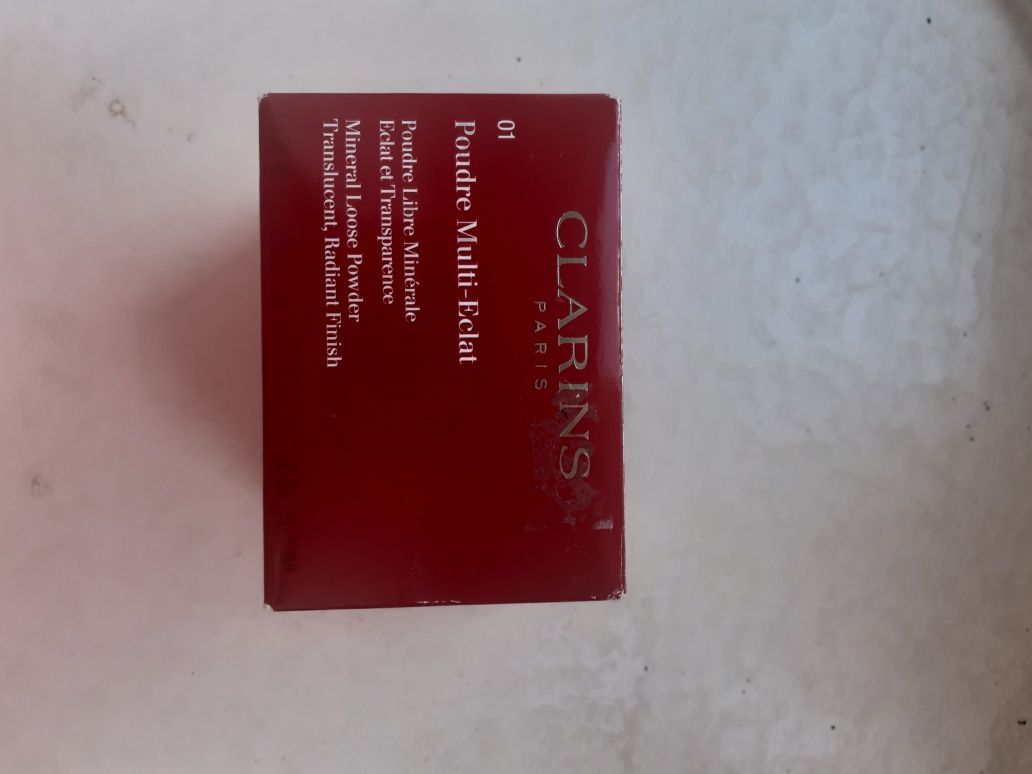 CLARINS
PARIS
01
Poudre Multi-Eclat
Poudre Libre Minérale
Eclat et Transparence
Mineral Loose Powder
Translucent, Radiant Finish